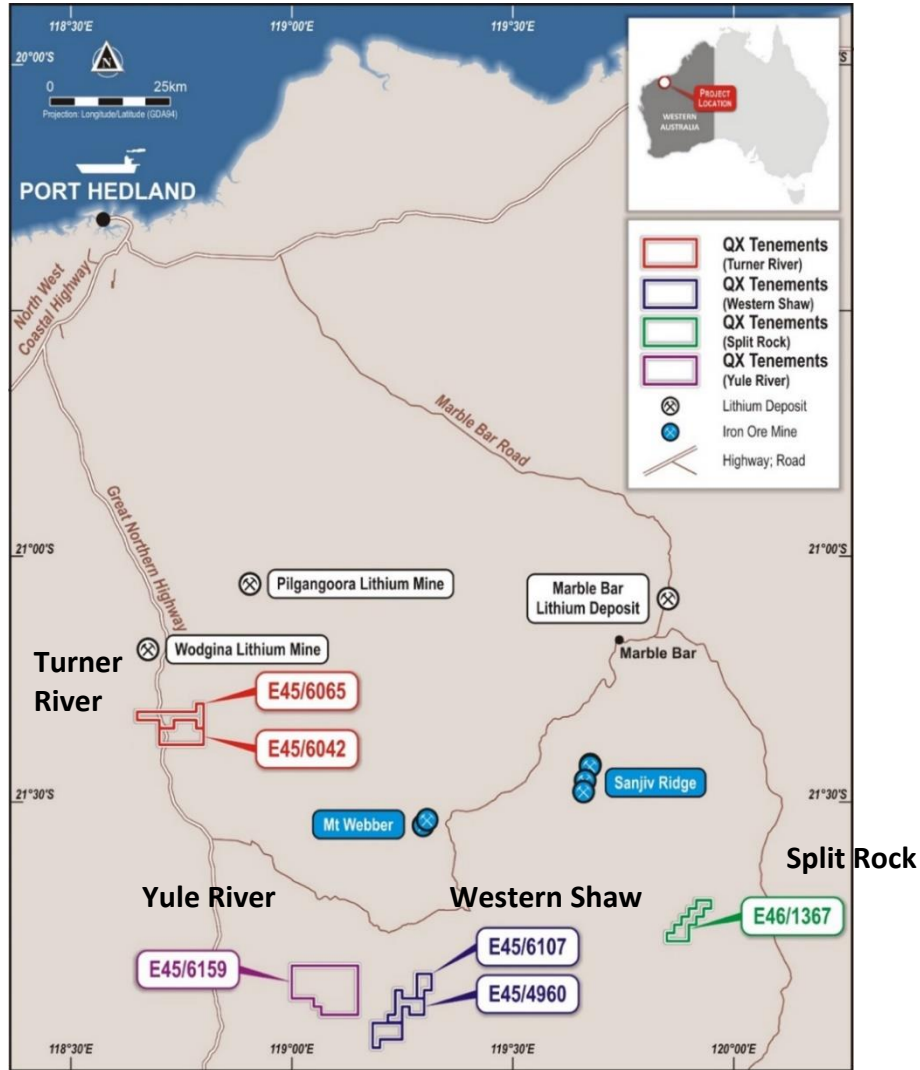 118°30'E
119°00'E
119°30'E
120°00'E
20°00'S
N
0
25km
Projection: Longitude/Latitude (GDA94)
PORT HEDLAND
North West
Coastal Highway
Great Northern Highway
Marble Bar Road
PROJECT
LOCATION
WESTERN
AUSTRALIA
QX Tenements
(Turner River)
QX Tenements
(Western Shaw)
QX Tenements
(Split Rock)
QX Tenements
(Yule River)
Lithium Deposit
Iron Ore Mine
Highway; Road
21°00'S
Pilgangoora Lithium Mine
Marble Bar
Lithium Deposit
Wodgina Lithium Mine
Marble Bar
Turner
River
E45/6065
E45/6042
21°30'S
Sanjiv Ridge
Mt Webber
Split Rock
Yule River
Western Shaw
E46/1367
E45/6159
E45/6107
E45/4960
118°30'E
119°00'E
119°30'E
120°00'E